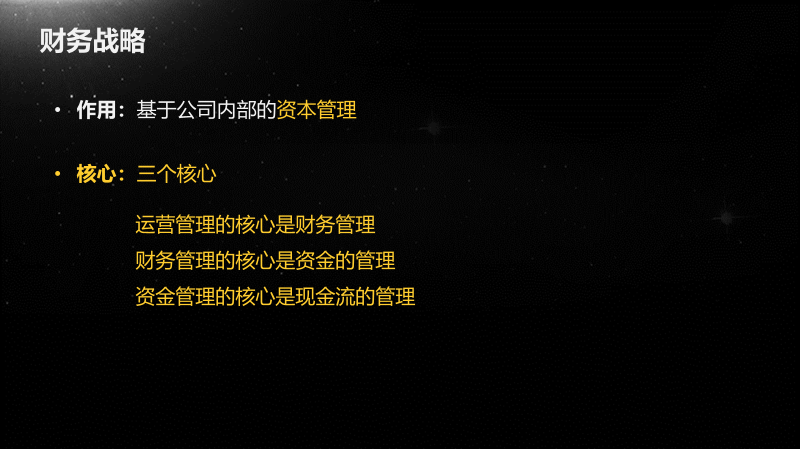 财务战略
• 作用：基于公司内部的资本管理
• 核心：三个核心
运营管理的核心是财务管理
财务管理的核心是资金的管理
资金管理的核心是现金流的管理